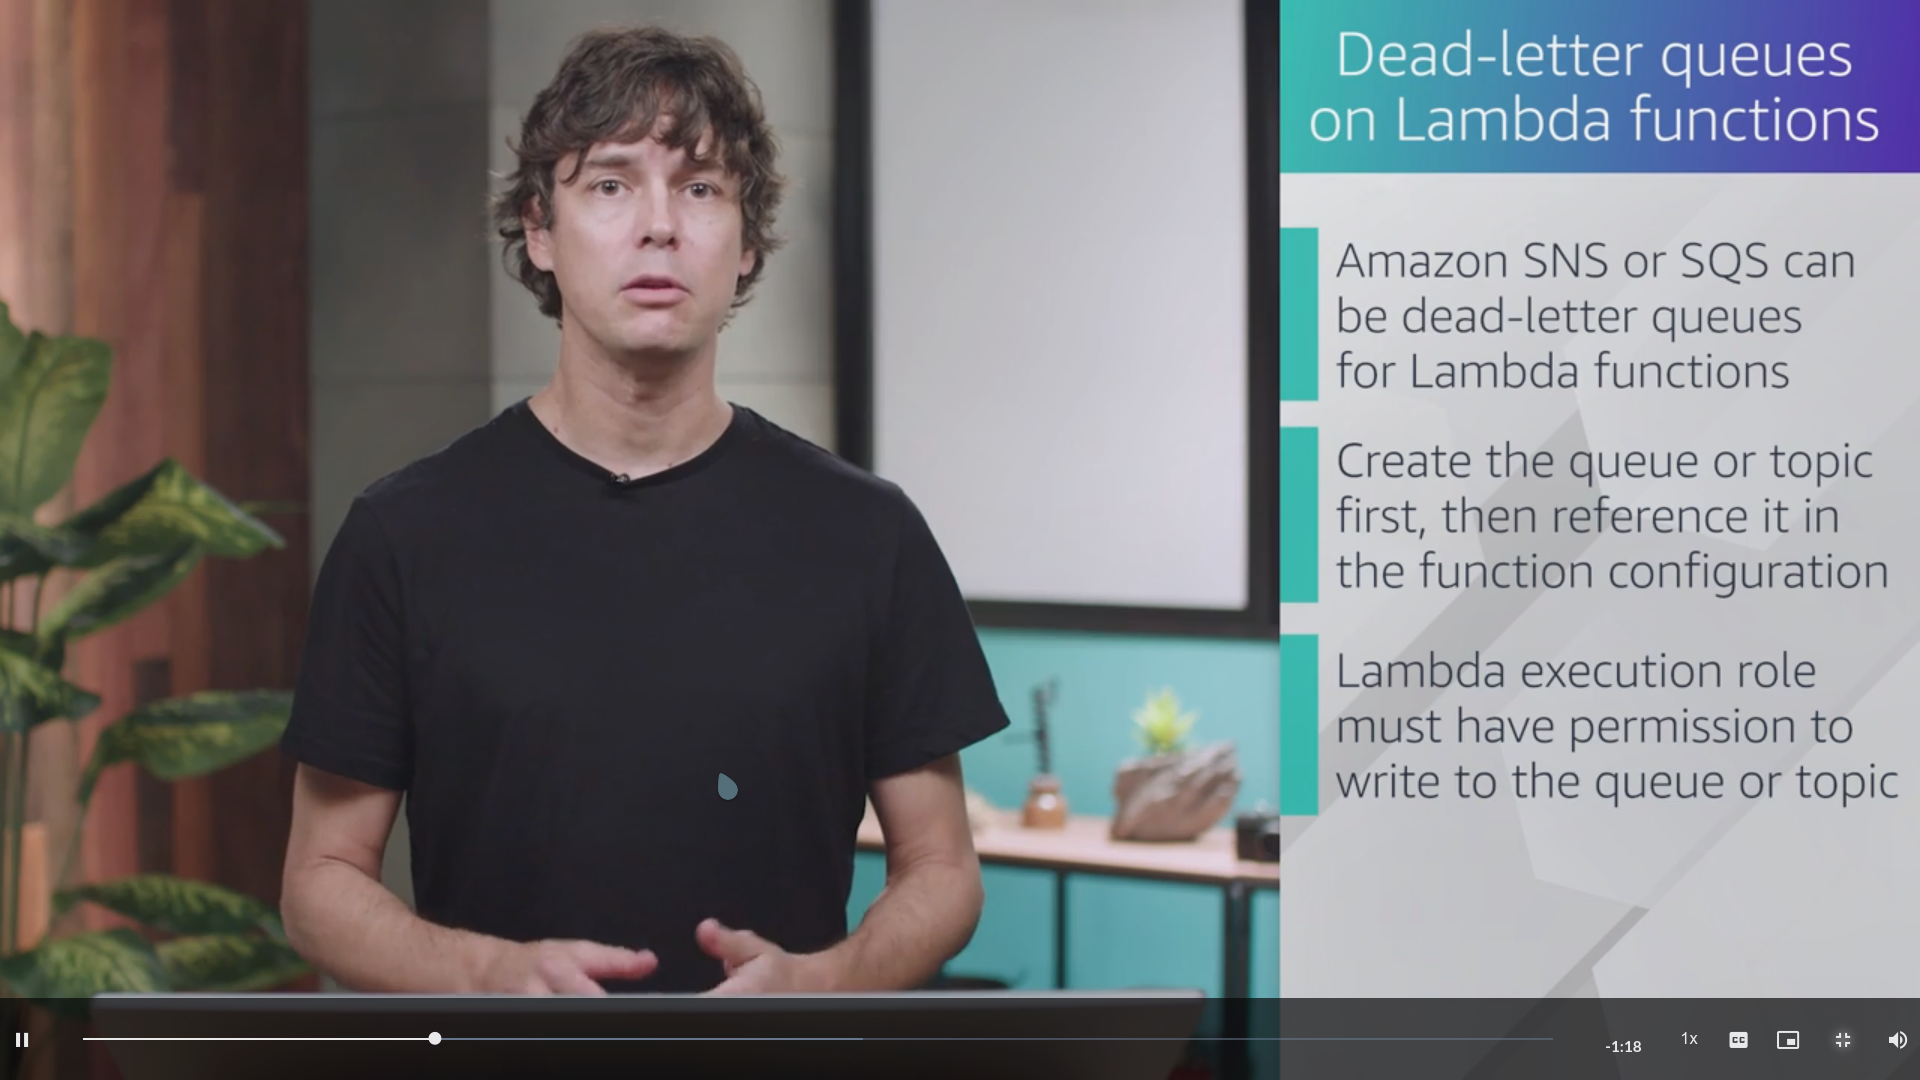 Dead-letter queues
on Lambda functions
Amazon SNS or SQS can
be dead-letter queues
for Lambda functions
Create the queue or topic
first, then reference it in
the function configuration
Lambda execution role
must have permission to
write to the queue or topic
-1:18
1x
CC